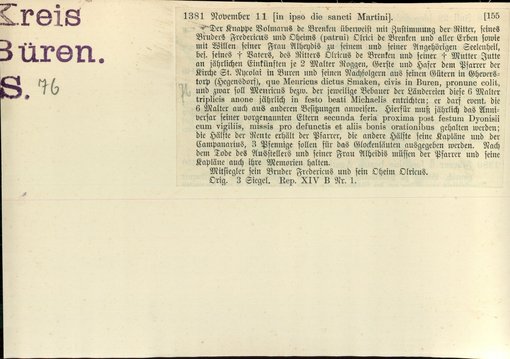 Kreis
Büren.
S. 76
76
1381 November 11 [in ipso die sancti Martini]. [155
Der Knappe Volmarus de Brenken überweist mit Zustimmung der Ritter, seines
Bruders Fredericus und Oheims (patrui) Olrici de Brenken und aller Erben sowie
mit Willen seiner Frau Alheydis zu seinem und seiner Angehörigen Seelenheil,
bes. seines † Vaters, des Ritters Olricus de Brenken und seiner † Mutter Jutte
an jährlichen Einkünften je 2 Malter Roggen, Gerste und Hafer dem Pfarrer der
Kirche St. Nycolai in Buren und seinen Nachfolgern aus seinen Gütern in Ghevers-
torp (Hegensdorf), quo Menricus dictus Smaken, civis in Buren, pronunc colit,
und zwar soll Menricus bezw. der jeweilige Bebauer der Ländereien diese 6 Malter
triplicis anone jährlich in festo beati Michaelis entrichten; er darf event. die
6 Malter auch aus anderen Besitzungen anweisen. Hierfür muß jährlich das Anni-
versar seiner vorgenannten Eltern secunda feria proxima post festum Dyonisii
cum vigiliis, missis pro defunctis et aliis bonis orationibus gehalten werden;
die Hälfte der Rente erhält der Pfarrer, die andere Hälfte seine Kapläne und der
Campanarius, 3 Pfennige sollen für das Glockenläuten ausgegeben werden. Nach
dem Tode des Ausstellers und seiner Frau Alheidis müssen der Pfarrer und seine
Kapläne auch ihre Memorien halten.
Mitsiegler sein Bruder Fredericus und sein Oheim Olricus.
Orig. 3 Siegel. Rep. XIV B Nr. 1.